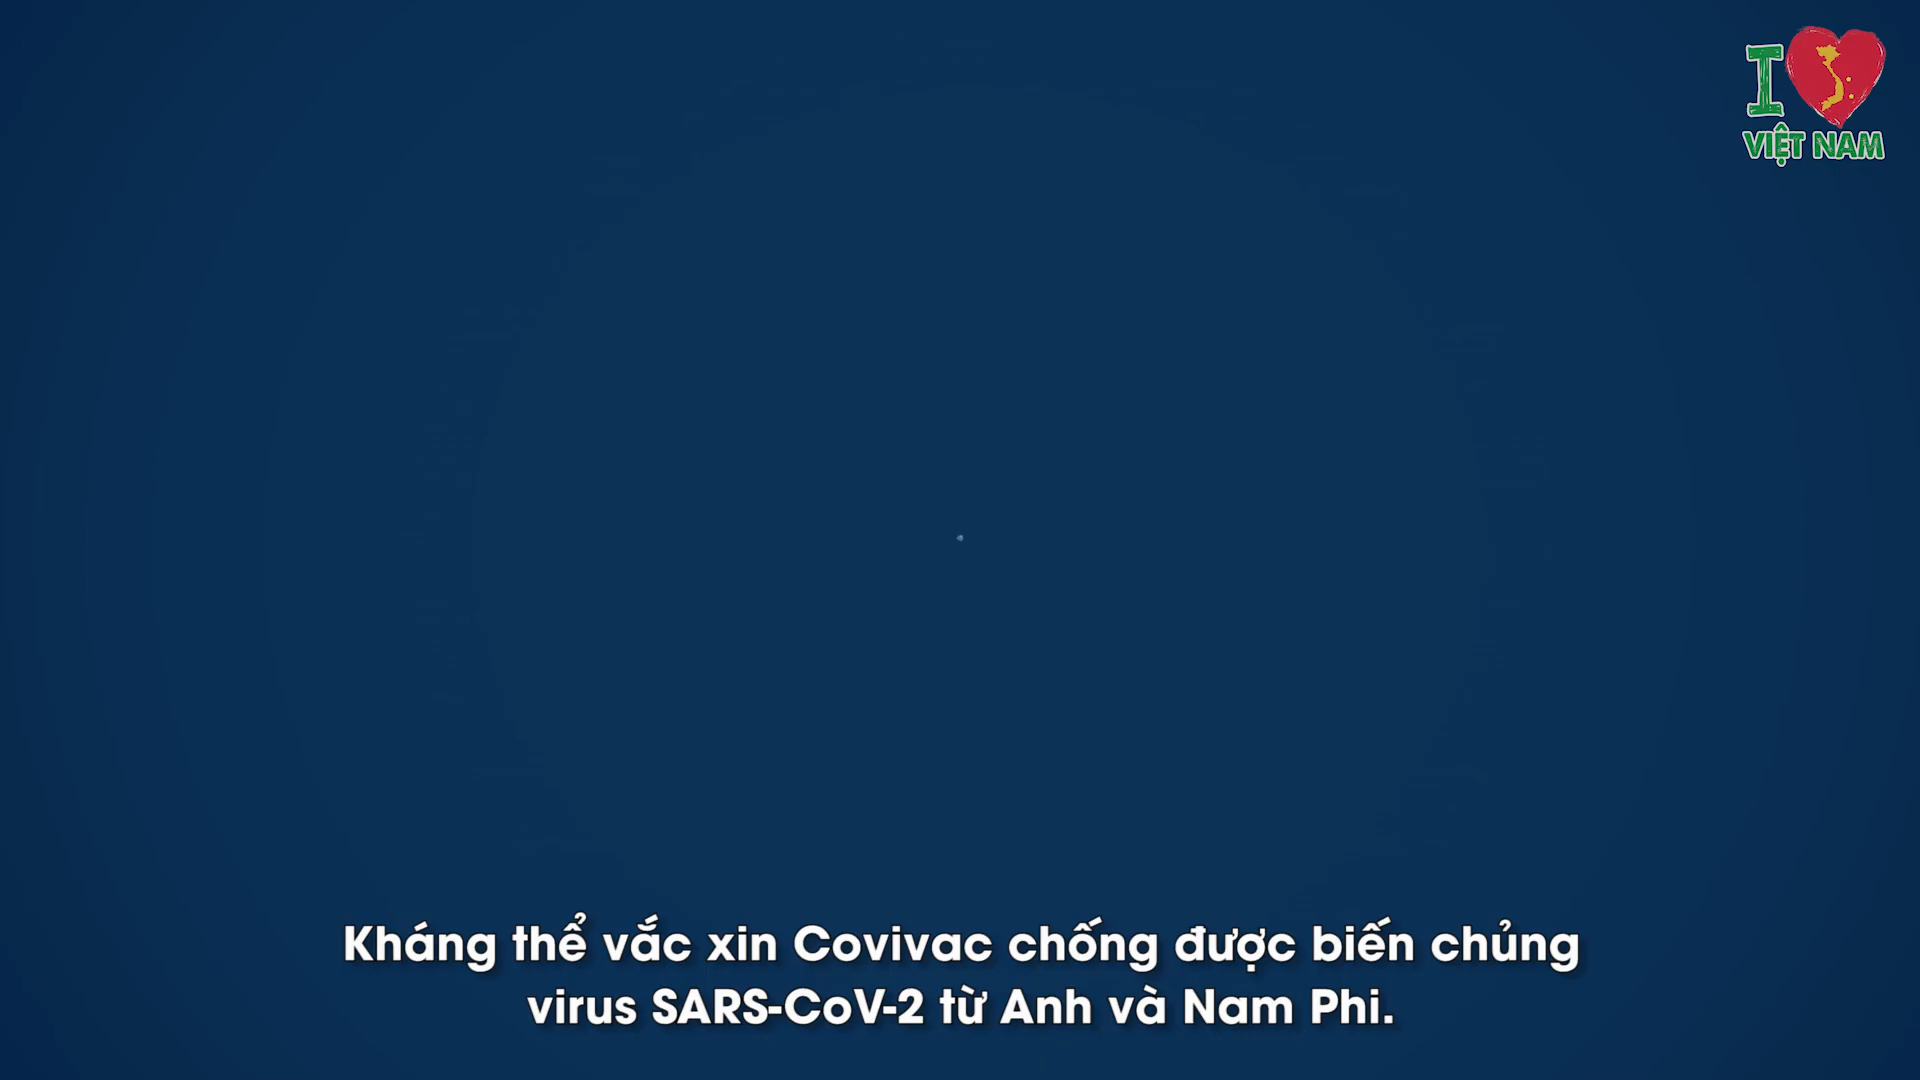 I
VIỆT NAM
Kháng thể vắc xin Covivac chống được biến chủng
virus SARS-CoV-2 từ Anh và Nam Phi.